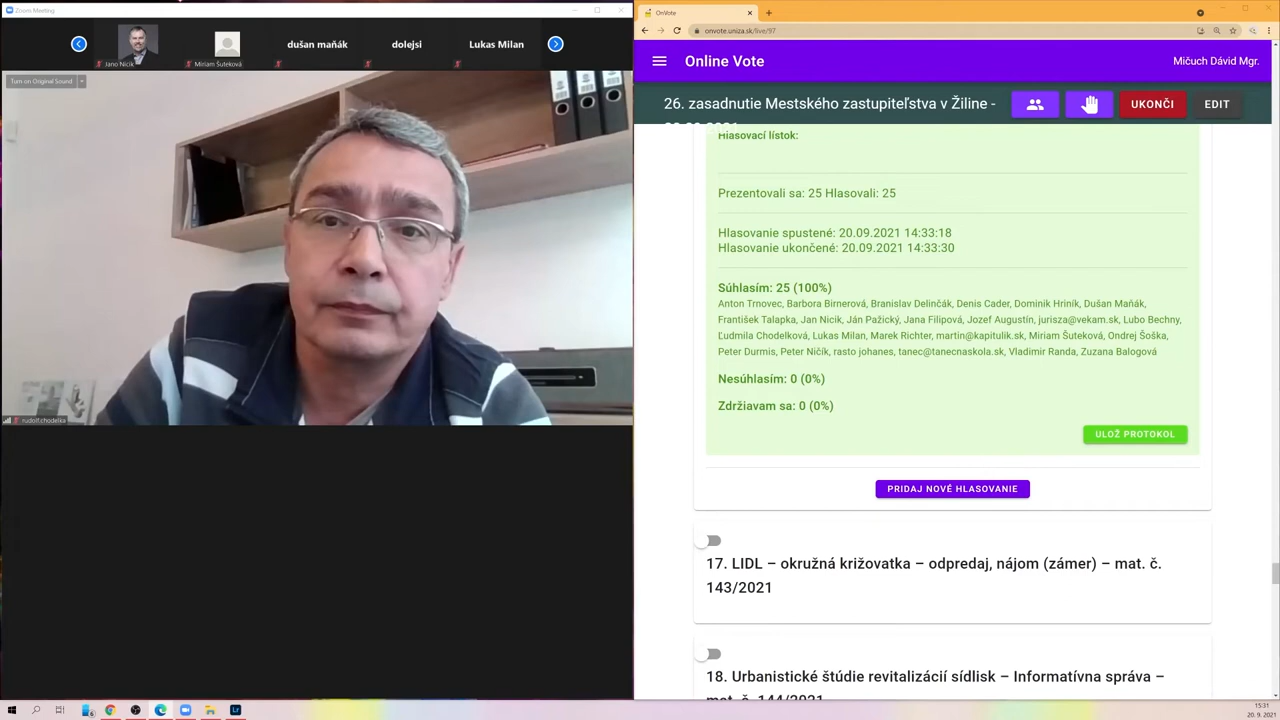 Zoom Meeting
Jano Nicik
Miriam Šuteková
dušan maňák
dolejsi
Lukas Milan
Turn on Original Sound
rudolf.chodelka
OnVote
onvote.uniza.sk/live/97
Online Vote
Mičuch Dávid Mgr.
26. zasadnutie Mestského zastupiteľstva v Žiline -
UKONČI
EDIT
Hlasovací lístok:
Prezentovali sa: 25 Hlasovali: 25
Hlasovanie spustené: 20.09.2021 14:33:18
Hlasovanie ukončené: 20.09.2021 14:33:30
Súhlasím: 25 (100%)
Anton Trnovec, Barbora Birnerová, Branislav Delinčák, Denis Cader, Dominik Hriník, Dušan Maňák,
František Talapka, Jan Nicik, Ján Pažický, Jana Filipová, Jozef Augustín, jurisza@vekam.sk, Lubo Bechny,
Ľudmila Chodelková, Lukas Milan, Marek Richter, martin@kapitulik.sk, Miriam Šuteková, Ondrej Šoška,
Peter Durmis, Peter Ničík, rasto johanes, tanec@tanecnaskola.sk, Vladimir Randa, Zuzana Balogová
Nesúhlasím: 0 (0%)
Zdržiavam sa: 0 (0%)
ULOŽ PROTOKOL
PRIDAJ NOVÉ HLASOVANIE
17. LIDL – okružná križovatka – odpredaj, nájom (zámer) – mat. č.
143/2021
18. Urbanistické štúdie revitalizácií sídlisk – Informatívna správa –
mat. č. 144/2021
15:31
20. 9. 2021